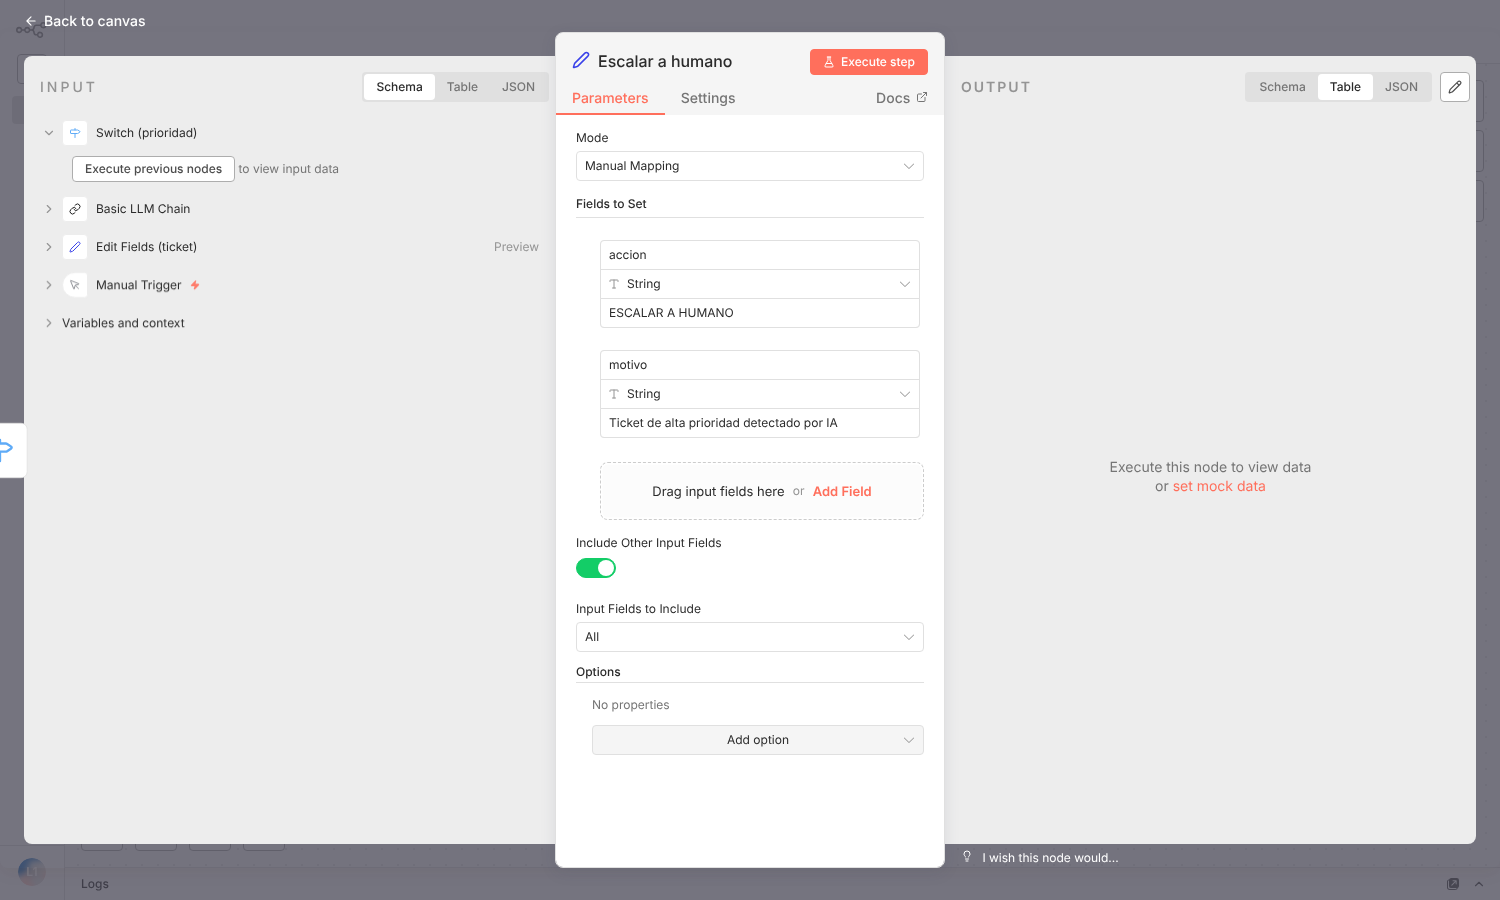 Back to canvas
INPUT
Schema
Table
JSON
Switch (prioridad)
Execute previous nodes to view input data
Basic LLM Chain
Edit Fields (ticket)
Preview
Manual Trigger
Variables and context
Escalar a humano
Execute step
Parameters
Settings
Docs
Mode
Manual Mapping
Fields to Set
accion
String
ESCALAR A HUMANO
motivo
String
Ticket de alta prioridad detectado por IA
Drag input fields here or Add Field
Include Other Input Fields
Input Fields to Include
All
Options
No properties
Add option
OUTPUT
Schema
Table
JSON
Execute this node to view data
or set mock data
I wish this node would...
Logs